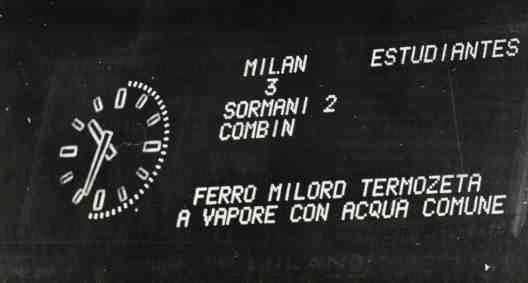 MILAN ESTUDIANTES
3
SORMANI 2
COMBIN
FERRO MILORD TERMOZETA
A VAPORE CON ACQUA COMUNE